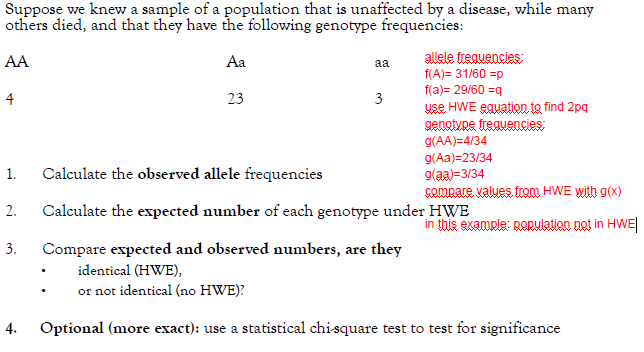 Suppose we knew a sample of a population that is unaffected by a disease, while many
others died, and that they have the following genotype frequencies:
AA Aa aa
4 23 3
allele frequencies:
f(A)= 31/60 =p
f(a)= 29/60 =q
use HWE equation to find 2pq
genotype frequencies:
g(AA)=4/34
g(Aa)=23/34
g(aa)=3/34
compare values from HWE with g(x)
in this example: population not in HWE
1. Calculate the observed allele frequencies
2. Calculate the expected number of each genotype under HWE
3. Compare expected and observed numbers, are they
• identical (HWE),
• or not identical (no HWE)?
4. Optional (more exact): use a statistical chi-square test to test for significance